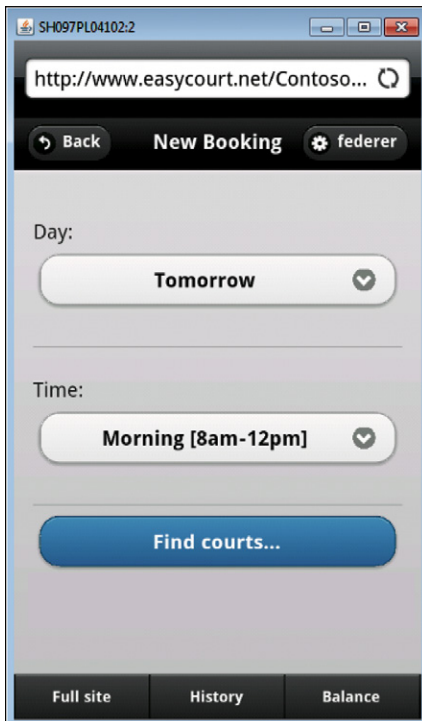 SH097PL04102:2
http://www.easycourt.net/Contoso...
Back New Booking federer
Day:
Tomorrow
Time:
Morning [8am-12pm]
Find courts...
Full site History Balance